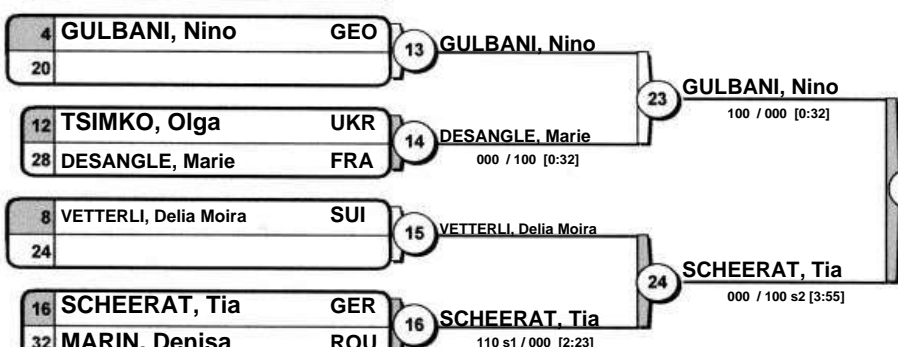 4 GULBANI, Nino GEO
20
13 GULBANI, Nino
12 TSIMKO, Olga UKR
28 DESANGLE, Marie FRA
14 DESANGLE, Marie
000 / 100 [0:32]
23 GULBANI, Nino
100 / 000 [0:32]
8 VETTERLI, Delia Moira SUI
24
15 VETTERLI, Delia Moira
16 SCHEERAT, Tia GER
32 MARIN, Denisa ROU
16 SCHEERAT, Tia
110 s1 / 000 [2:23]
24 SCHEERAT, Tia
000 / 100 s2 [3:55]